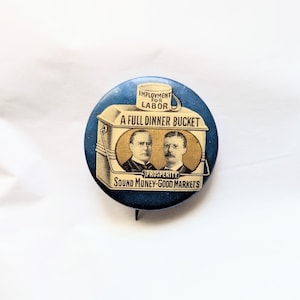 EMPLOYMENT
FOR
LABOR
A FULL DINNER BUCKET
PROSPERITY
SOUND MONEY-GOOD MARKETS